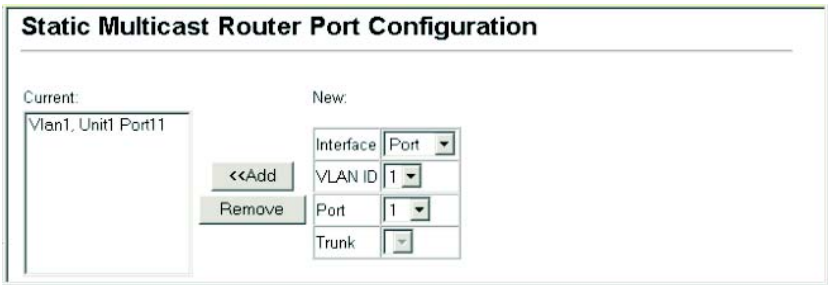 Static Multicast Router Port Configuration
Current:
New:
Vlan1, Unit1 Port11
Interface Port
<<Add
VLAN ID 1
Remove
Port 1
Trunk